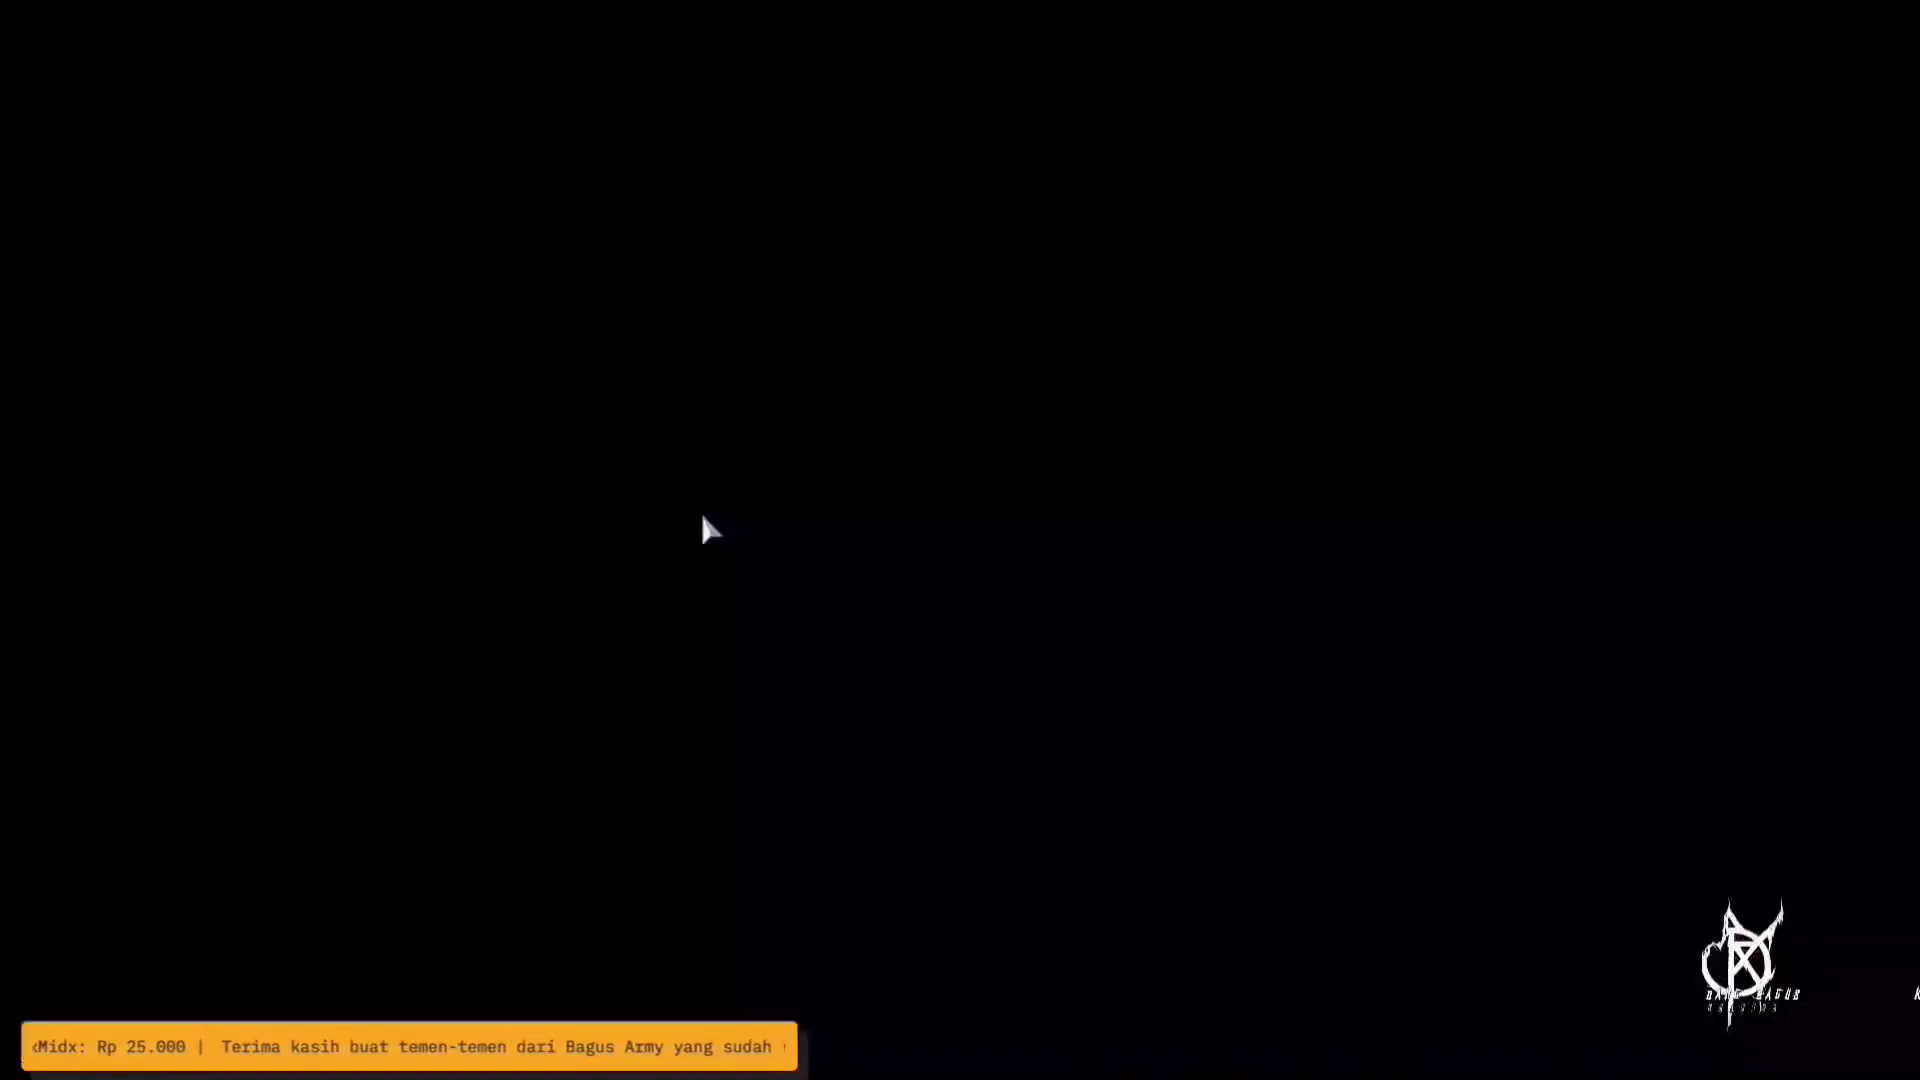 Midx: Rp 25.000 | Terima kasih buat temen-temen dari Bagus Army yang sudah